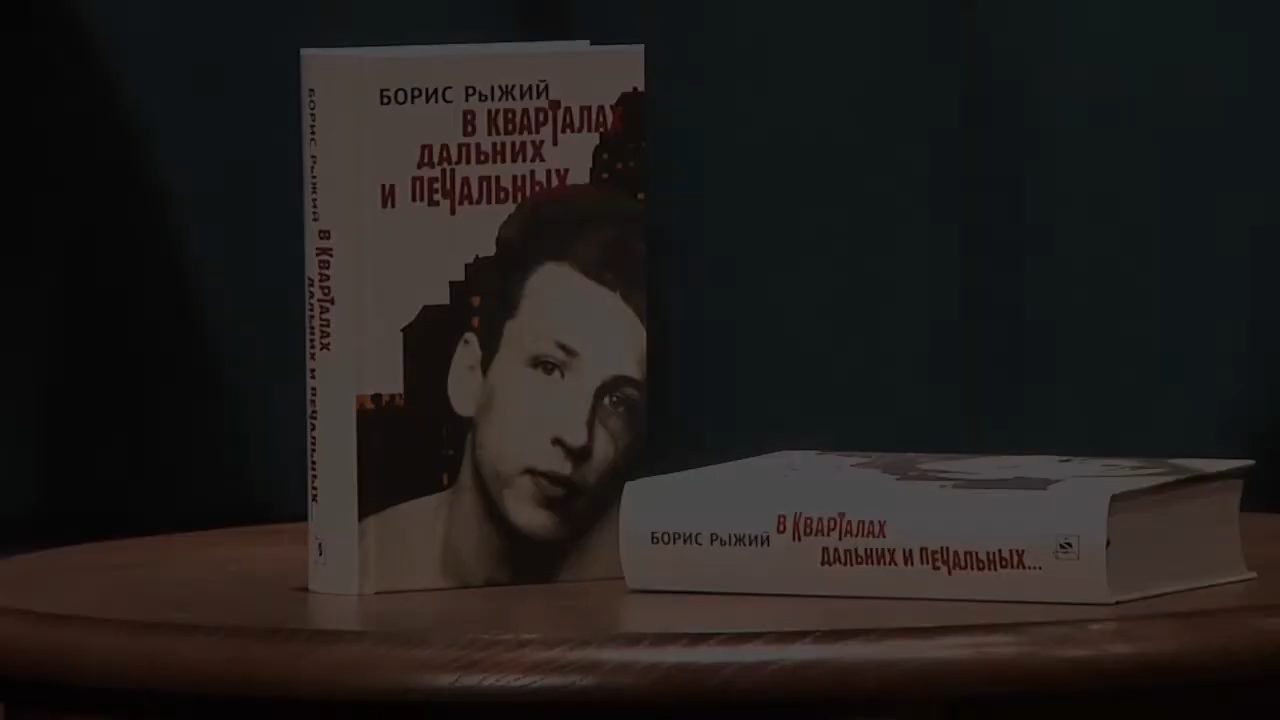 БОРИС РЫЖИЙ
В КВАРТАЛАХ
ДАЛЬНИХ
И ПЕЧАЛЬНЫХ
БОРИС РЫЖИЙ В КВАРТАЛАХ
ДАЛЬНИХ И ПЕЧАЛЬНЫХ...
БОРИС РЫЖИЙ В КВАРТАЛАХ
ДАЛЬНИХ И ПЕЧАЛЬНЫХ...